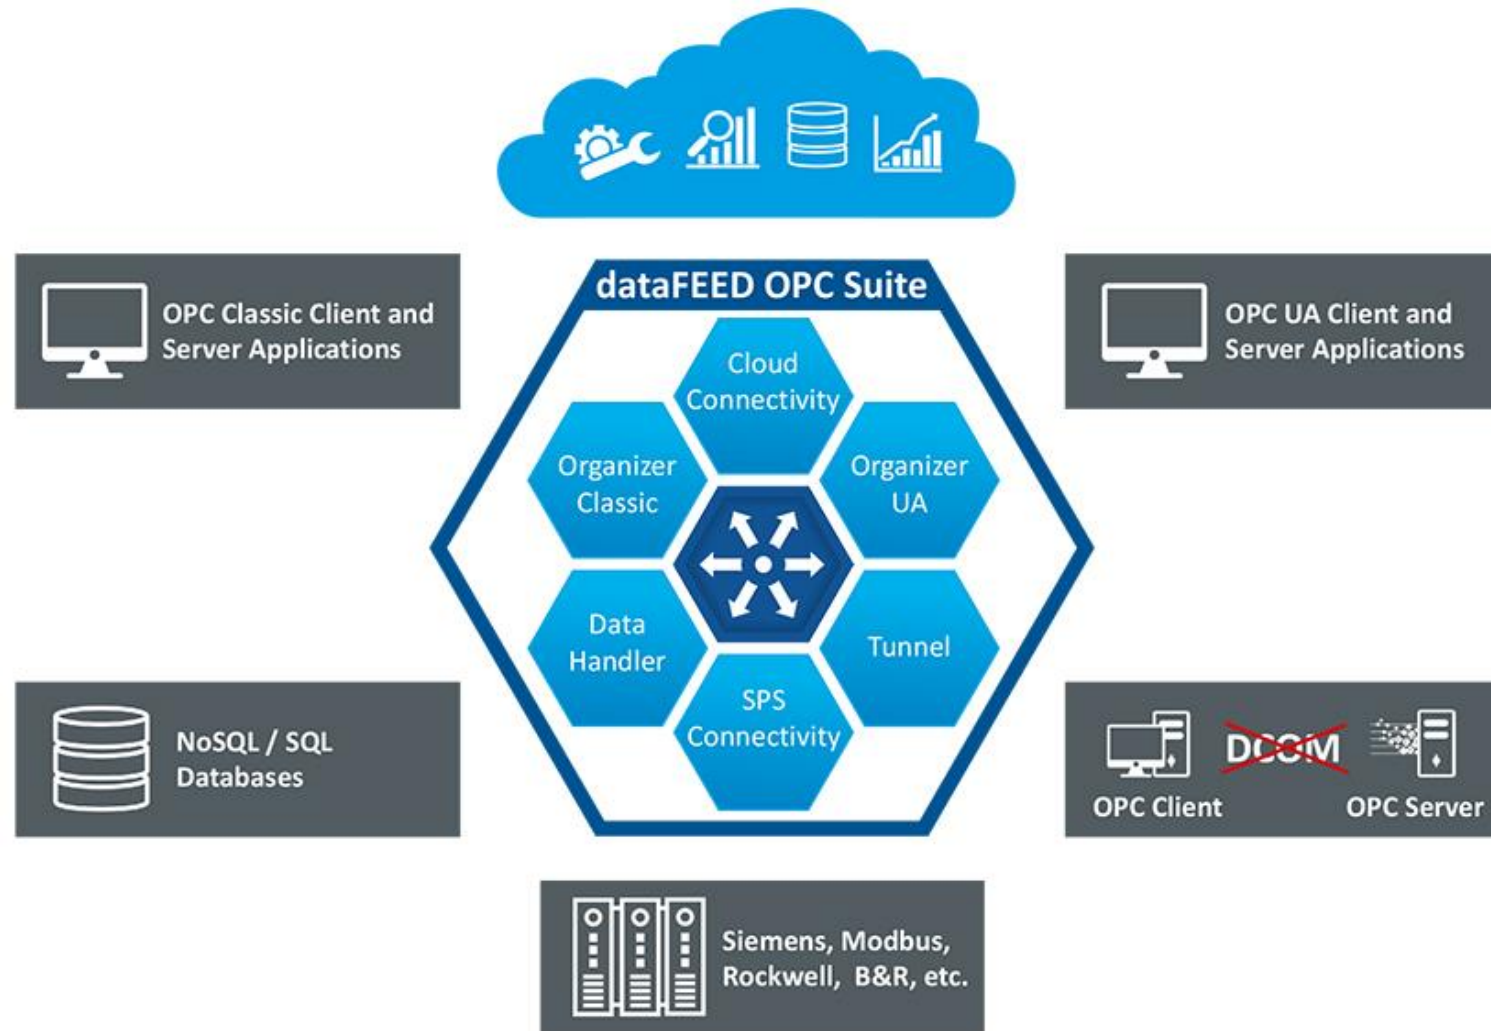 dataFEED OPC Suite
OPC Classic Client and
Server Applications
OPC UA Client and
Server Applications
Cloud
Connectivity
Organizer
Classic
Organizer
UA
Data
Handler
Tunnel
SPS
Connectivity
NoSQL / SQL
Databases
DCOM
OPC Client
OPC Server
Siemens, Modbus,
Rockwell, B&R, etc.